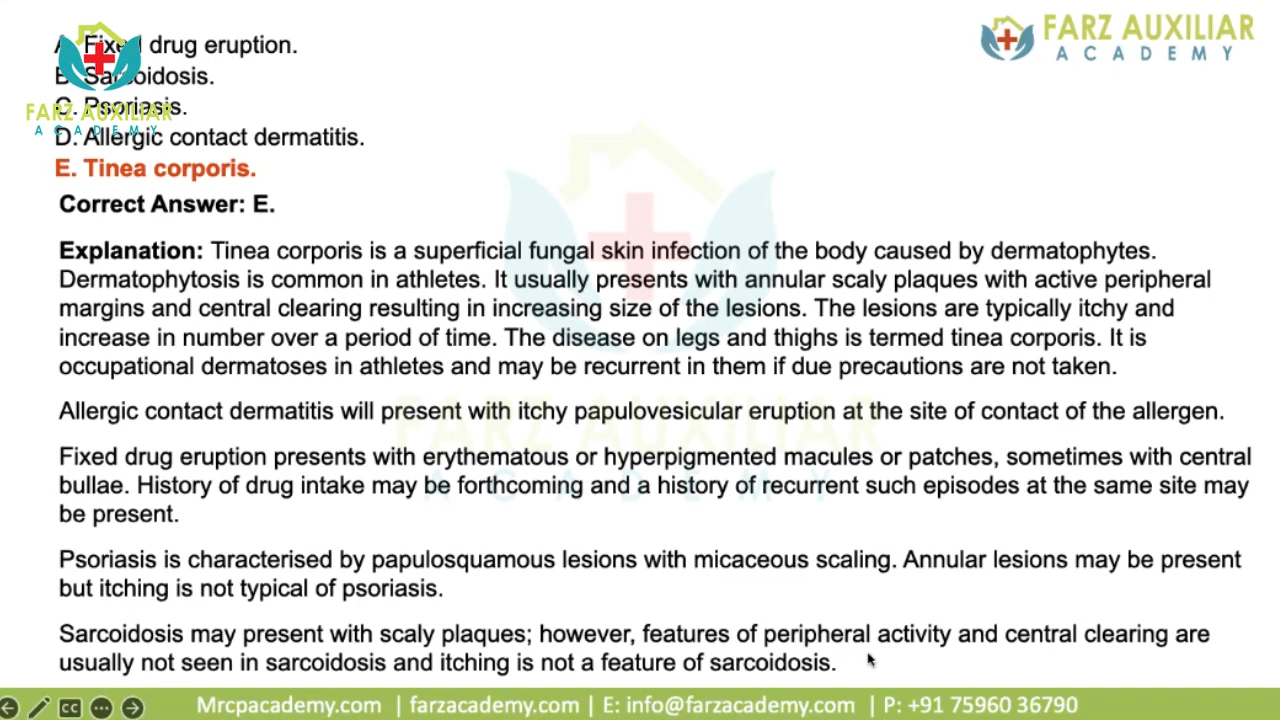 FARZ AUXILIAR
ACADEMY
A. Fixed drug eruption.
B. Sarcoidosis.
C. Psoriasis.
FARZ AUXILIAR
ACADEMY
D. Allergic contact dermatitis.
E. Tinea corporis.
Correct Answer: E.
Explanation: Tinea corporis is a superficial fungal skin infection of the body caused by dermatophytes.
Dermatophytosis is common in athletes. It usually presents with annular scaly plaques with active peripheral
margins and central clearing resulting in increasing size of the lesions. The lesions are typically itchy and
increase in number over a period of time. The disease on legs and thighs is termed tinea corporis. It is
occupational dermatoses in athletes and may be recurrent in them if due precautions are not taken.
Allergic contact dermatitis will present with itchy papulovesicular eruption at the site of contact of the allergen.
FARZ AUXILIAR
ACADEMY
Fixed drug eruption presents with erythematous or hyperpigmented macules or patches, sometimes with central
bullae. History of drug intake may be forthcoming and a history of recurrent such episodes at the same site may
be present.
Psoriasis is characterised by papulosquamous lesions with micaceous scaling. Annular lesions may be present
but itching is not typical of psoriasis.
Sarcoidosis may present with scaly plaques; however, features of peripheral activity and central clearing are
usually not seen in sarcoidosis and itching is not a feature of sarcoidosis.
CC
Mrcpacademy.com | farzacademy.com | E: info@farzacademy.com | P: +91 75960 36790